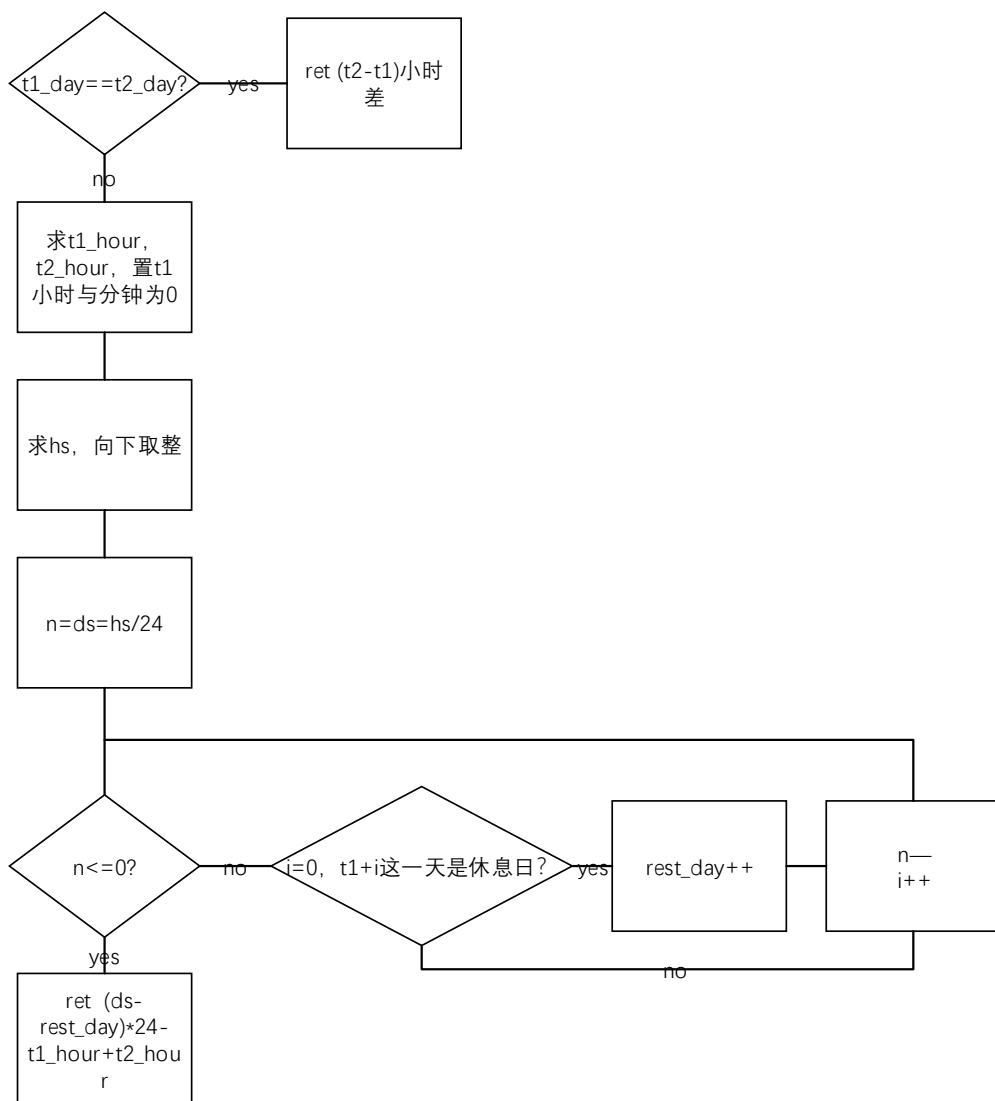 t1_day==t2_day?
yes
ret (t2-t1)小时
差
no
求t1_hour，
t2_hour，置t1
小时与分钟为0
求hs，向下取整
n=ds=hs/24
n<=0?
no
i=0，t1+i这一天是休息日？
yes
rest_day++
n—
i++
no
yes
ret（ds-
rest_day)*24-
t1_hour+t2_hou
r